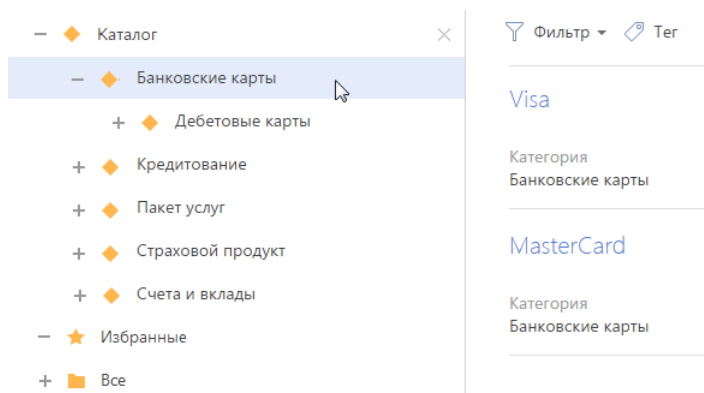 Каталог
Банковские карты
Дебетовые карты
Кредитование
Пакет услуг
Страховой продукт
Счета и вклады
Избранные
Все
Фильтр
Тег
Visa
Категория
Банковские карты
MasterCard
Категория
Банковские карты